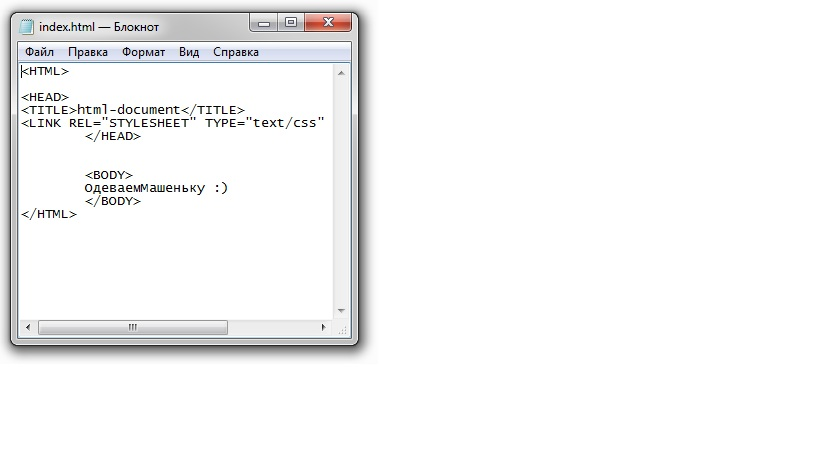 index.html — Блокнот
Файл Правка Формат Вид Справка
<HTML>
<HEAD>
<TITLE>html-document</TITLE>
<LINK REL="STYLESHEET" TYPE="text/css"
</HEAD>
<BODY>
ОдеваемМашеньку :)
</BODY>
</HTML>